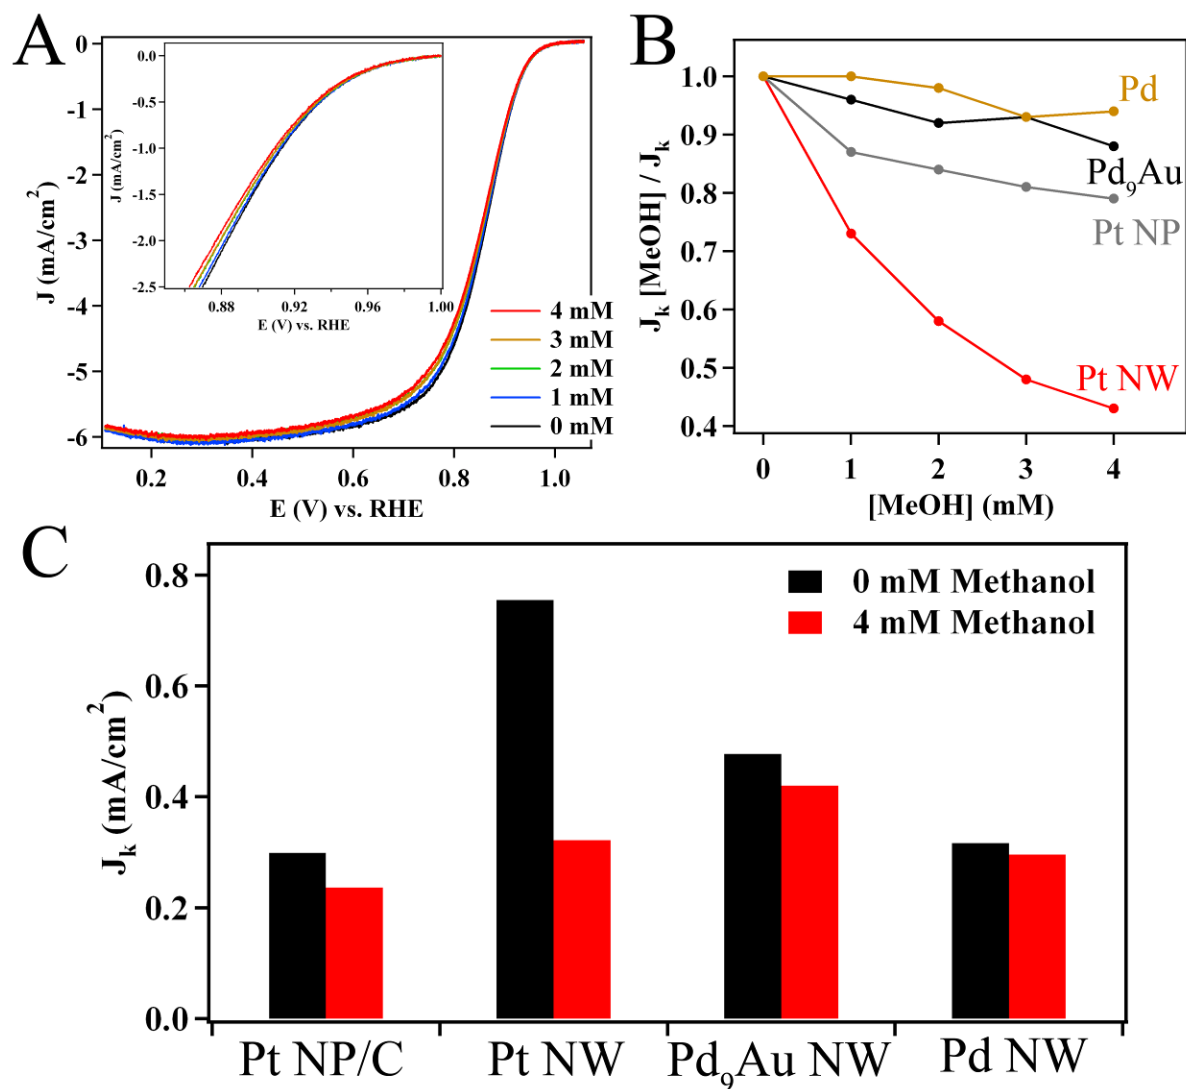 A
0
-1
-2
-3
-4
-5
-6
J (mA/cm²)
0.2
0.4
0.6
0.8
1.0
E (V) vs. RHE
0.0
-0.5
-1.0
-1.5
-2.0
-2.5
J (mA/cm²)
0.88
0.92
0.96
1.00
E (V) vs. RHE
4 mM
3 mM
2 mM
1 mM
0 mM
B
1.0
0.9
0.8
0.7
0.6
0.5
0.4
Jₖ [MeOH] / Jₖ
Pd
Pd₉Au
Pt NP
Pt NW
0
1
2
3
4
[MeOH] (mM)
C
0.8
0.6
0.4
0.2
0.0
Jₖ (mA/cm²)
0 mM Methanol
4 mM Methanol
Pt NP/C
Pt NW
Pd₉Au NW
Pd NW